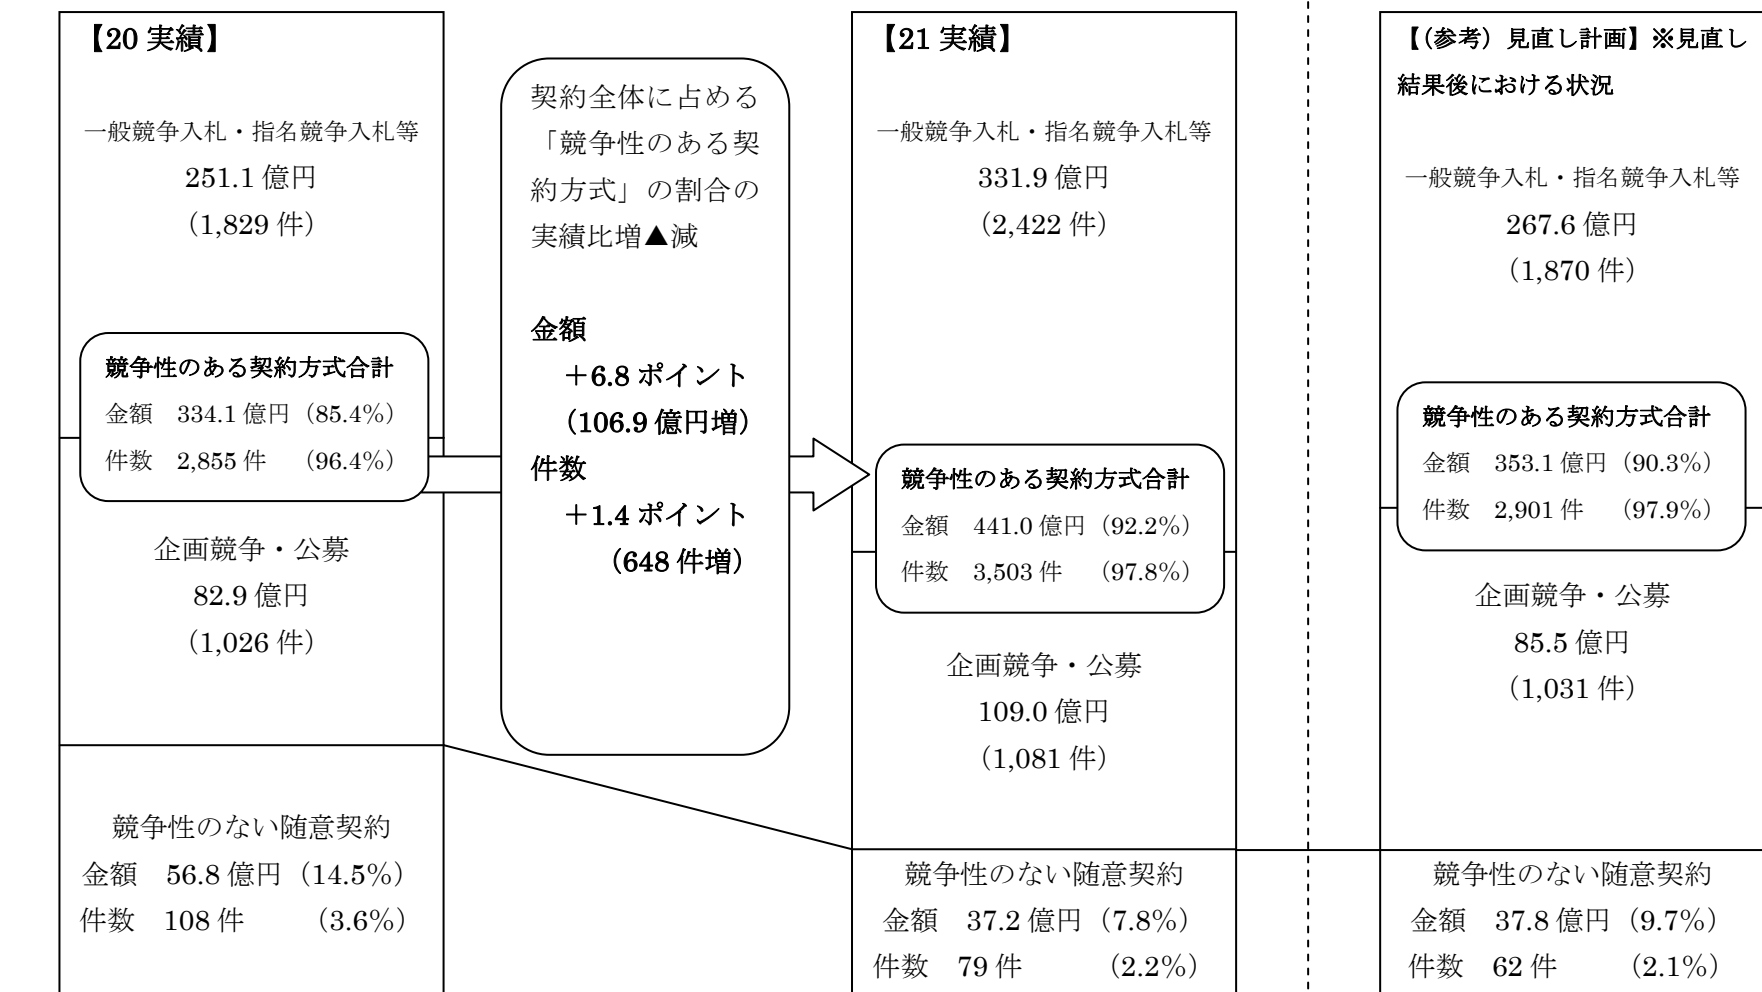 【20 実績】
一般競争入札・指名競争入札等
251.1 億円
（1,829 件）
競争性のある契約方式合計
金額　334.1 億円（85.4%）
件数　2,855 件　（96.4%）
企画競争・公募
82.9 億円
（1,026 件）
競争性のない随意契約
金額　56.8 億円（14.5%）
件数　108 件　（3.6%）
契約全体に占める
「競争性のある契
約方式」の割合の
実績比増▲減
金額
＋6.8 ポイント
（106.9 億円増）
件数
＋1.4 ポイント
（648 件増）
【21 実績】
一般競争入札・指名競争入札等
331.9 億円
（2,422 件）
競争性のある契約方式合計
金額　441.0 億円（92.2%）
件数　3,503 件　（97.8%）
企画競争・公募
109.0 億円
（1,081 件）
競争性のない随意契約
金額　37.2 億円（7.8%）
件数　79 件　（2.2%）
【（参考）見直し計画】※見直し
結果後における状況
一般競争入札・指名競争入札等
267.6 億円
（1,870 件）
競争性のある契約方式合計
金額　353.1 億円（90.3%）
件数　2,901 件　（97.9%）
企画競争・公募
85.5 億円
（1,031 件）
競争性のない随意契約
金額　37.8 億円（9.7%）
件数　62 件　（2.1%）